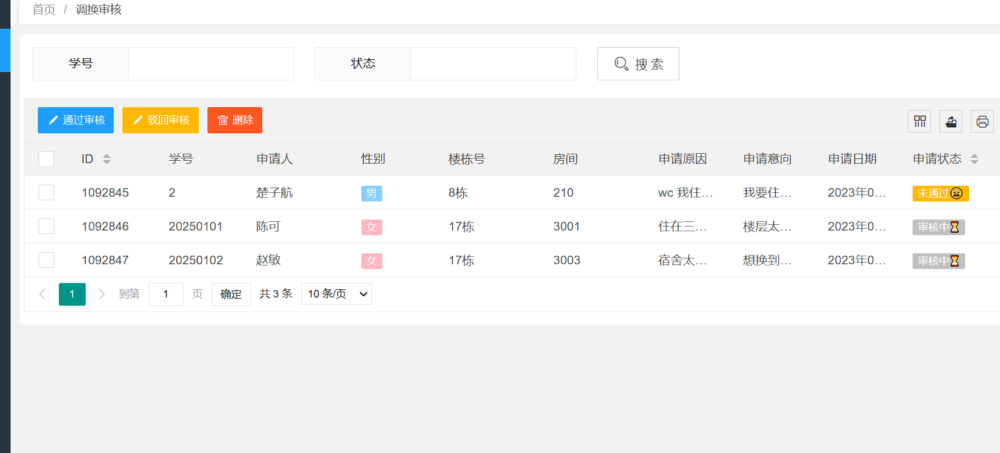 首页 / 调换审核
学号 状态 搜 索
通过审核 驳回审核 删除
ID 学号 申请人 性别 楼栋号 房间 申请原因 申请意向 申请日期 申请状态
1092845 2 楚子航 男 8栋 210 wc 我住... 我要住... 2023年0... 未通过😩
1092846 20250101 陈可 女 17栋 3001 住在三... 楼层太... 2023年0... 审核中⏳
1092847 20250102 赵敏 女 17栋 3003 宿舍太... 想换到... 2023年0... 审核中⏳
1 到第 1 页 确定 共 3 条 10 条/页